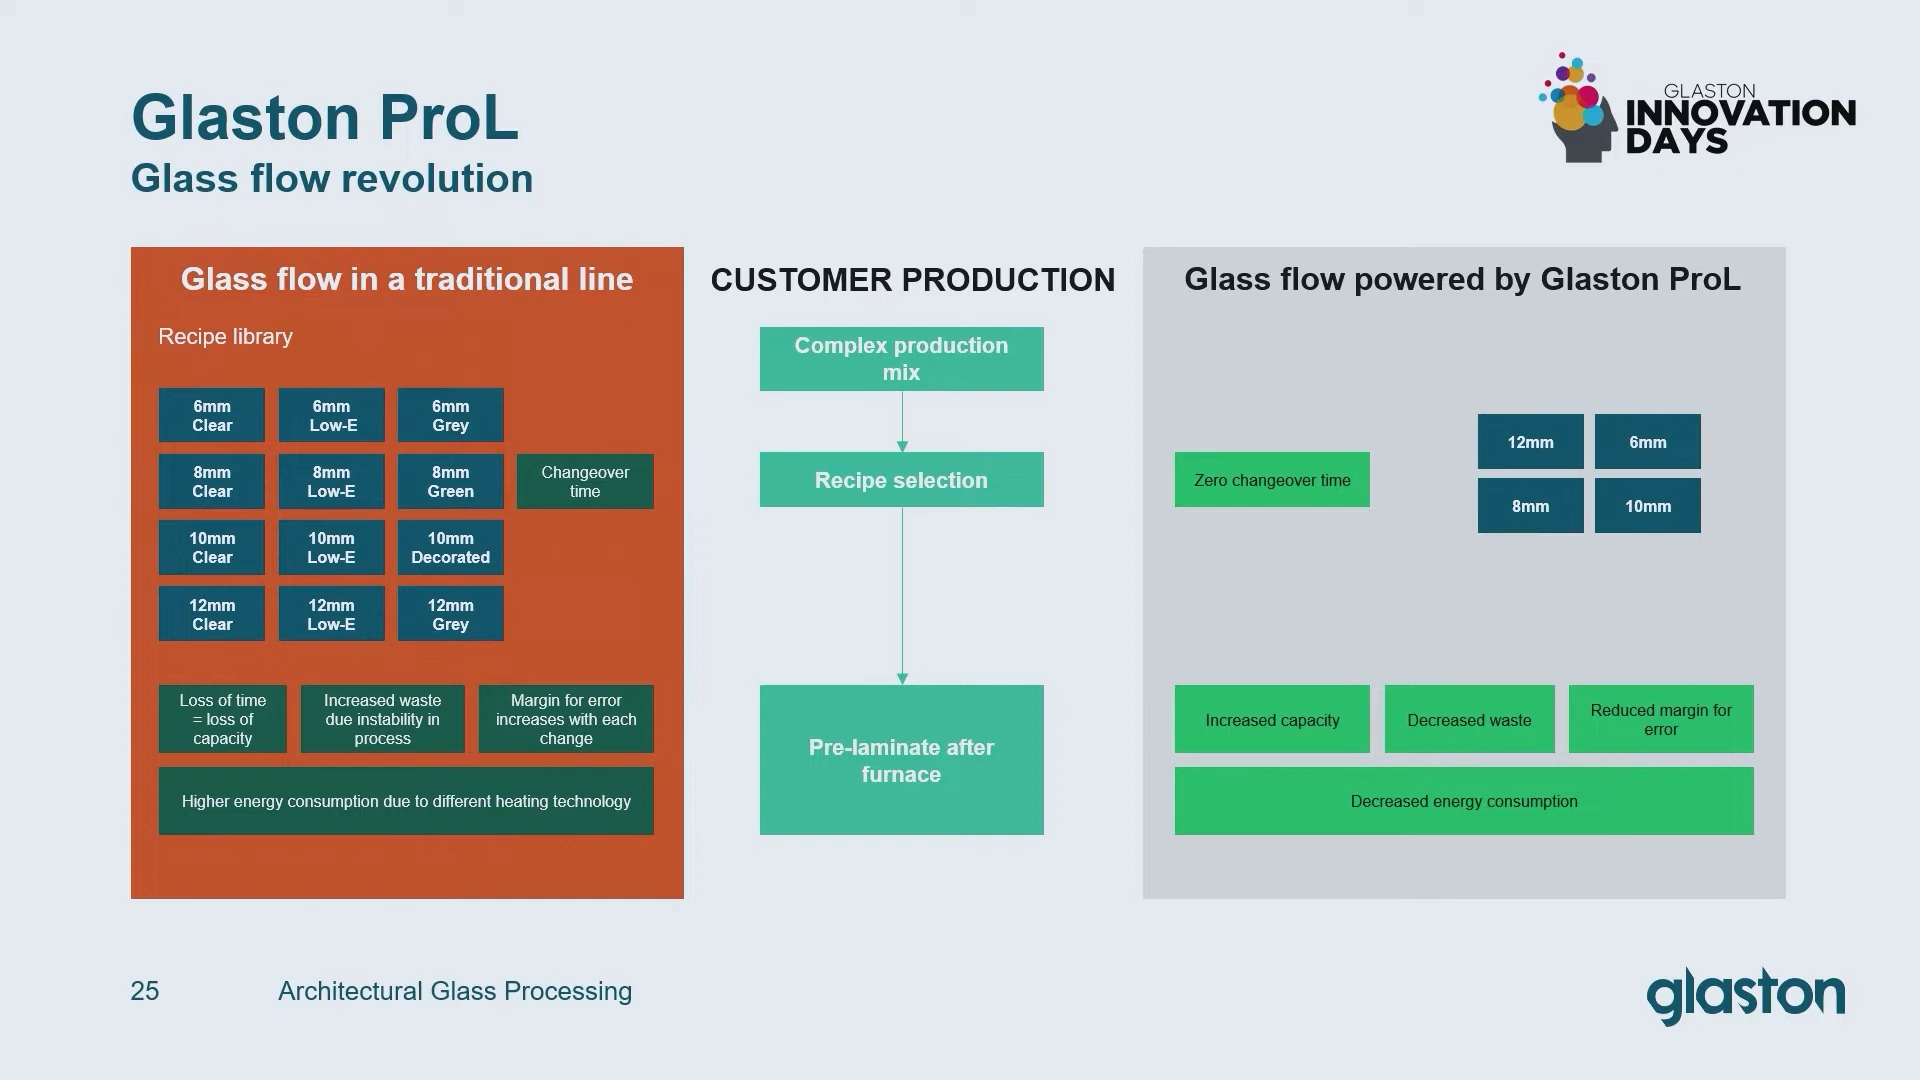 Glaston ProL
Glass flow revolution
GLASTON
INNOVATION
DAYS
Glass flow in a traditional line
Recipe library
6mm
Clear
6mm
Low-E
6mm
Grey
8mm
Clear
8mm
Low-E
8mm
Green
Changeover
time
10mm
Clear
10mm
Low-E
10mm
Decorated
12mm
Clear
12mm
Low-E
12mm
Grey
Loss of time
= loss of
capacity
Increased waste
due instability in
process
Margin for error
increases with each
change
Higher energy consumption due to different heating technology
CUSTOMER PRODUCTION
Complex production
mix
Recipe selection
Pre-laminate after
furnace
Glass flow powered by Glaston ProL
Zero changeover time
12mm
6mm
8mm
10mm
Increased capacity
Decreased waste
Reduced margin for
error
Decreased energy consumption
25
Architectural Glass Processing
glaston